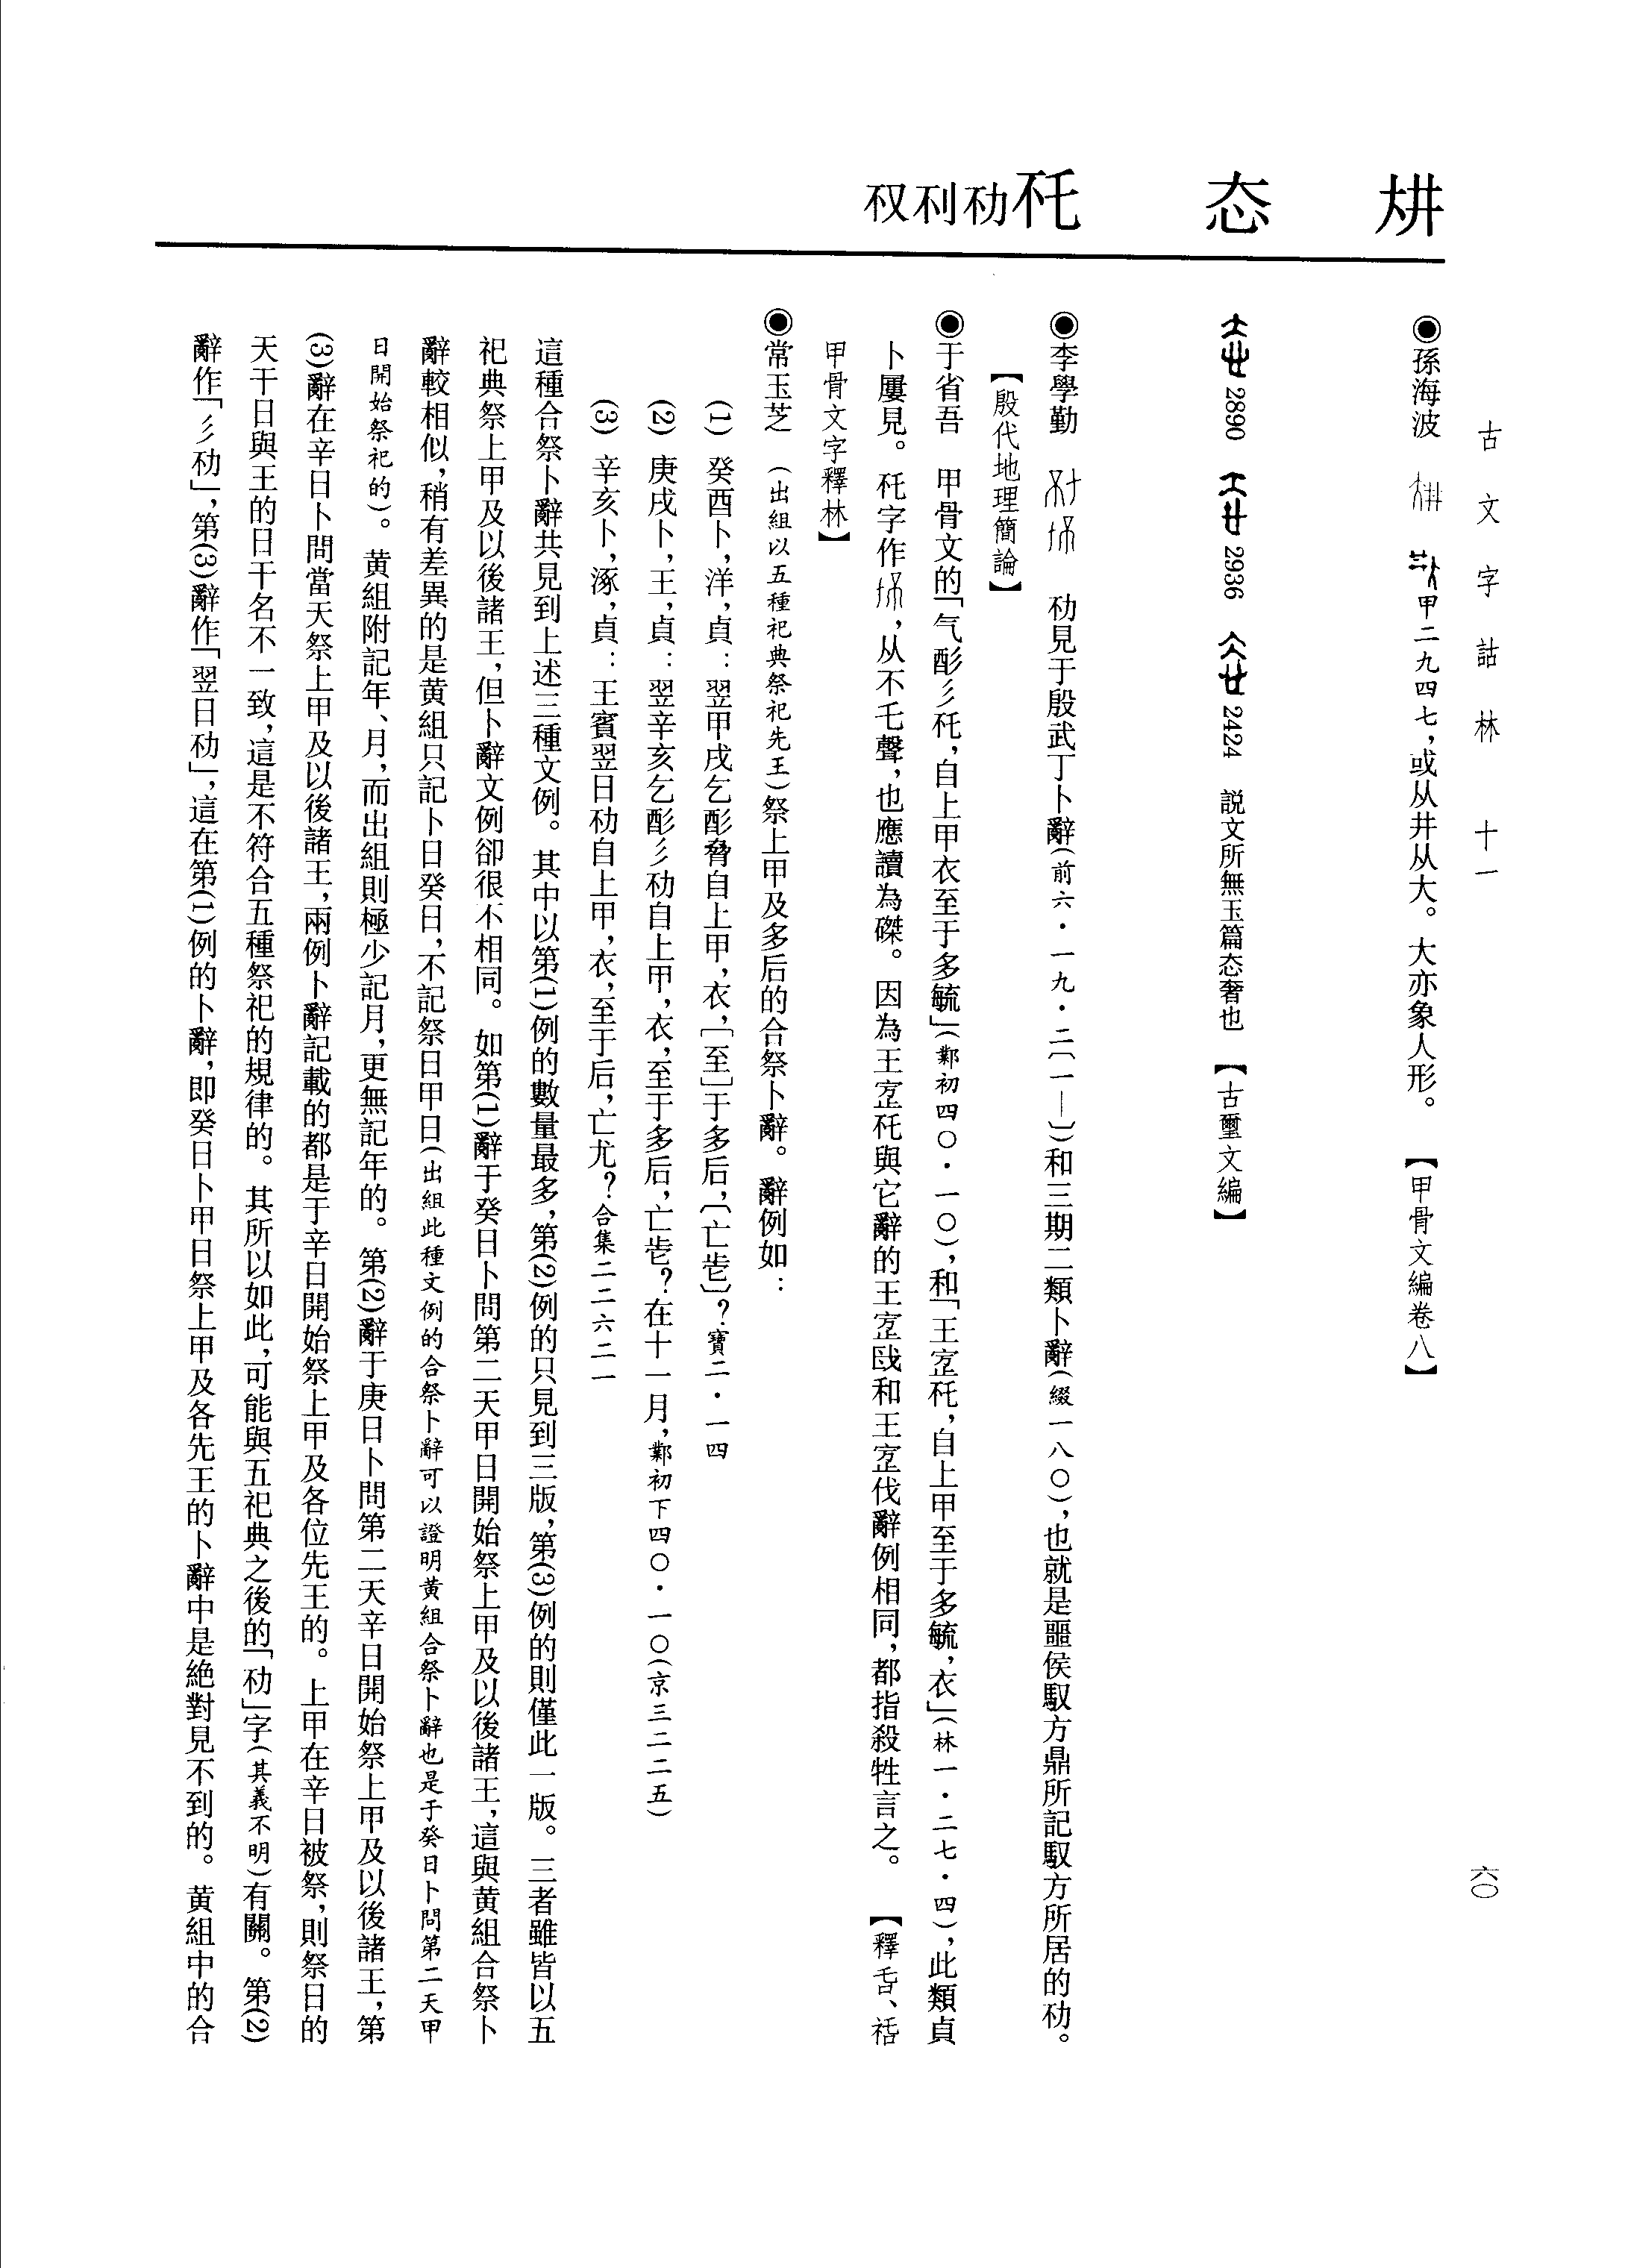 古文字詁林 十一
六〇
㤓 𥘵 㓝 𠛎 权
●孫海波 甲二九四七，或从井从大。大亦象人形。 【甲骨文編卷八】
2890 2936 2424 説文所無玉篇态奢也 【古璽文編】
●李學勤 見于殷武丁卜辭(前六·一九·二〔一—〕)和三期二類卜辭(綴一八〇)，也就是噩侯馭方鼎所記馭方所居的。
【殷代地理簡論】
●于省吾 甲骨文的「气酌彡，自上甲衣至于多毓」(鄴初四〇·一〇)，和「王㝐，自上甲至于多毓，衣」(林一·二七·四)，此類貞
卜屢見。字作，从不乇聲，也應讀為磔。因為王㝐與它辭的王㝐和王㝐伐辭例相同，都指殺牲言之。 【釋、
甲骨文字釋林】
●常玉芝 (出組以五種祀典祭祀先王)祭上甲及多后的合祭卜辭。辭例如：
(1) 癸酉卜，洋，貞：翌甲戌乞酌脅自上甲，衣，[至]于多后，〔亡𡆥〕？寶二·一四
(2) 庚戌卜，王，貞：翌辛亥乞酌彡自上甲，衣，至于多后，亡𡆥？在十一月，鄴初下四〇·一〇(京三二二五)
(3) 辛亥卜，涿，貞：王賓翌日自上甲，衣，至于后，亡尤？合集二二六二一
這種合祭卜辭共見到上述三種文例。其中以第(1)例的數量最多，第(2)例的只見到三版，第(3)例的則僅此一版。三者雖皆以五
祀典祭上甲及以後諸王，但卜辭文例卻很不相同。如第(1)辭于癸日卜問第二天甲日開始祭上甲及以後諸王，這與黄組合祭卜
辭較相似，稍有差異的是黄組只記卜日癸日，不記祭日甲日(出組此種文例的合祭卜辭可以證明黄組合祭卜辭也是于癸日卜問第二天甲
日開始祭祀的)。黄組附記年、月，而出組則極少記月，更無記年的。第(2)辭于庚日卜問第二天辛日開始祭上甲及以後諸王，第
(3)辭在辛日卜問當天祭上甲及以後諸王，兩例卜辭記載的都是于辛日開始祭上甲及各位先王的。上甲在辛日被祭，則祭日的
天干日與王的日干名不一致，這是不符合五種祭祀的規律的。其所以如此，可能與五祀典之後的「」字(其義不明)有關。第(2)
辭作「彡」，第(3)辭作「翌日」，這在第(1)例的卜辭，即癸日卜甲日祭上甲及各先王的卜辭中是絶對見不到的。黄組中的合